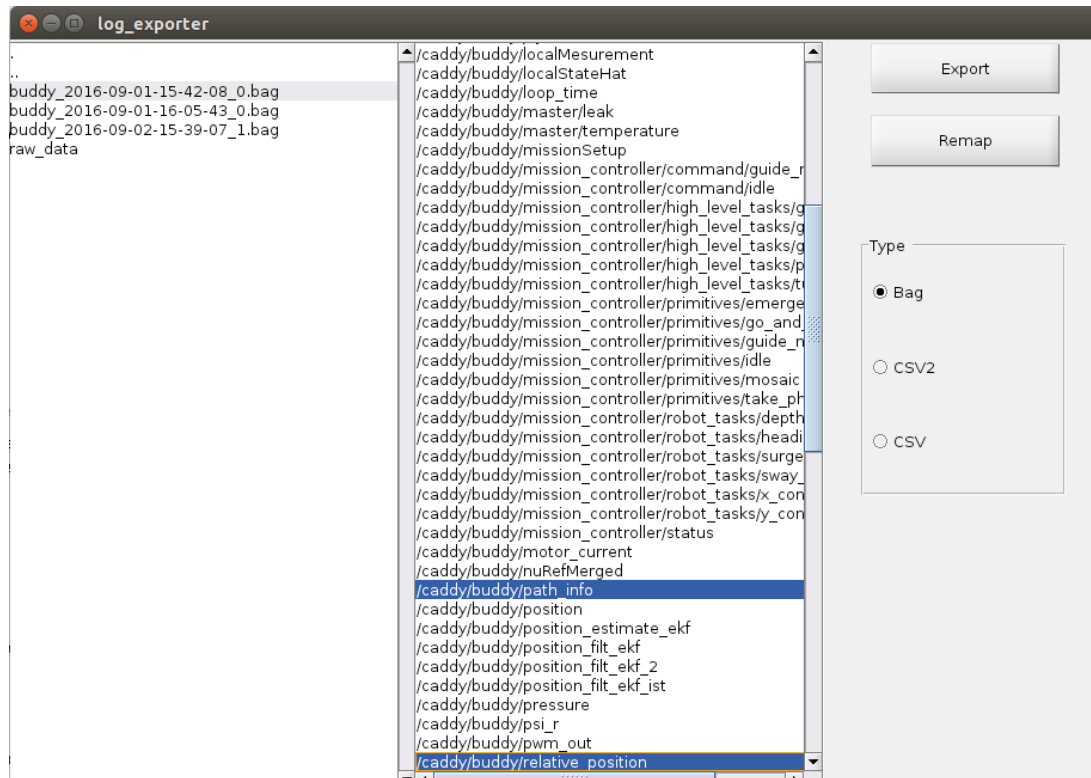 log_exporter
.
..
buddy_2016-09-01-15-42-08_0.bag
buddy_2016-09-01-16-05-43_0.bag
buddy_2016-09-02-15-39-07_1.bag
raw_data
/caddy/buddy/localMesurement
/caddy/buddy/localStateHat
/caddy/buddy/loop_time
/caddy/buddy/master/leak
/caddy/buddy/master/temperature
/caddy/buddy/missionSetup
/caddy/buddy/mission_controller/command/guide_
/caddy/buddy/mission_controller/command/idle
/caddy/buddy/mission_controller/high_level_tasks/g
/caddy/buddy/mission_controller/high_level_tasks/g
/caddy/buddy/mission_controller/high_level_tasks/g
/caddy/buddy/mission_controller/high_level_tasks/p
/caddy/buddy/mission_controller/high_level_tasks/t
/caddy/buddy/mission_controller/primitives/emerge
/caddy/buddy/mission_controller/primitives/go_and_
/caddy/buddy/mission_controller/primitives/guide_
/caddy/buddy/mission_controller/primitives/idle
/caddy/buddy/mission_controller/primitives/mosaic
/caddy/buddy/mission_controller/primitives/take_ph
/caddy/buddy/mission_controller/robot_tasks/depth
/caddy/buddy/mission_controller/robot_tasks/headi
/caddy/buddy/mission_controller/robot_tasks/surge
/caddy/buddy/mission_controller/robot_tasks/sway_
/caddy/buddy/mission_controller/robot_tasks/x_con
/caddy/buddy/mission_controller/robot_tasks/y_con
/caddy/buddy/mission_controller/status
/caddy/buddy/motor_current
/caddy/buddy/nuRefMerged
/caddy/buddy/path_info
/caddy/buddy/position
/caddy/buddy/position_estimate_ekf
/caddy/buddy/position_filt_ekf
/caddy/buddy/position_filt_ekf_2
/caddy/buddy/position_filt_ekf_ist
/caddy/buddy/pressure
/caddy/buddy/psi_r
/caddy/buddy/pwm_out
/caddy/buddy/relative_position
Export
Remap
Type
Bag
CSV2
CSV